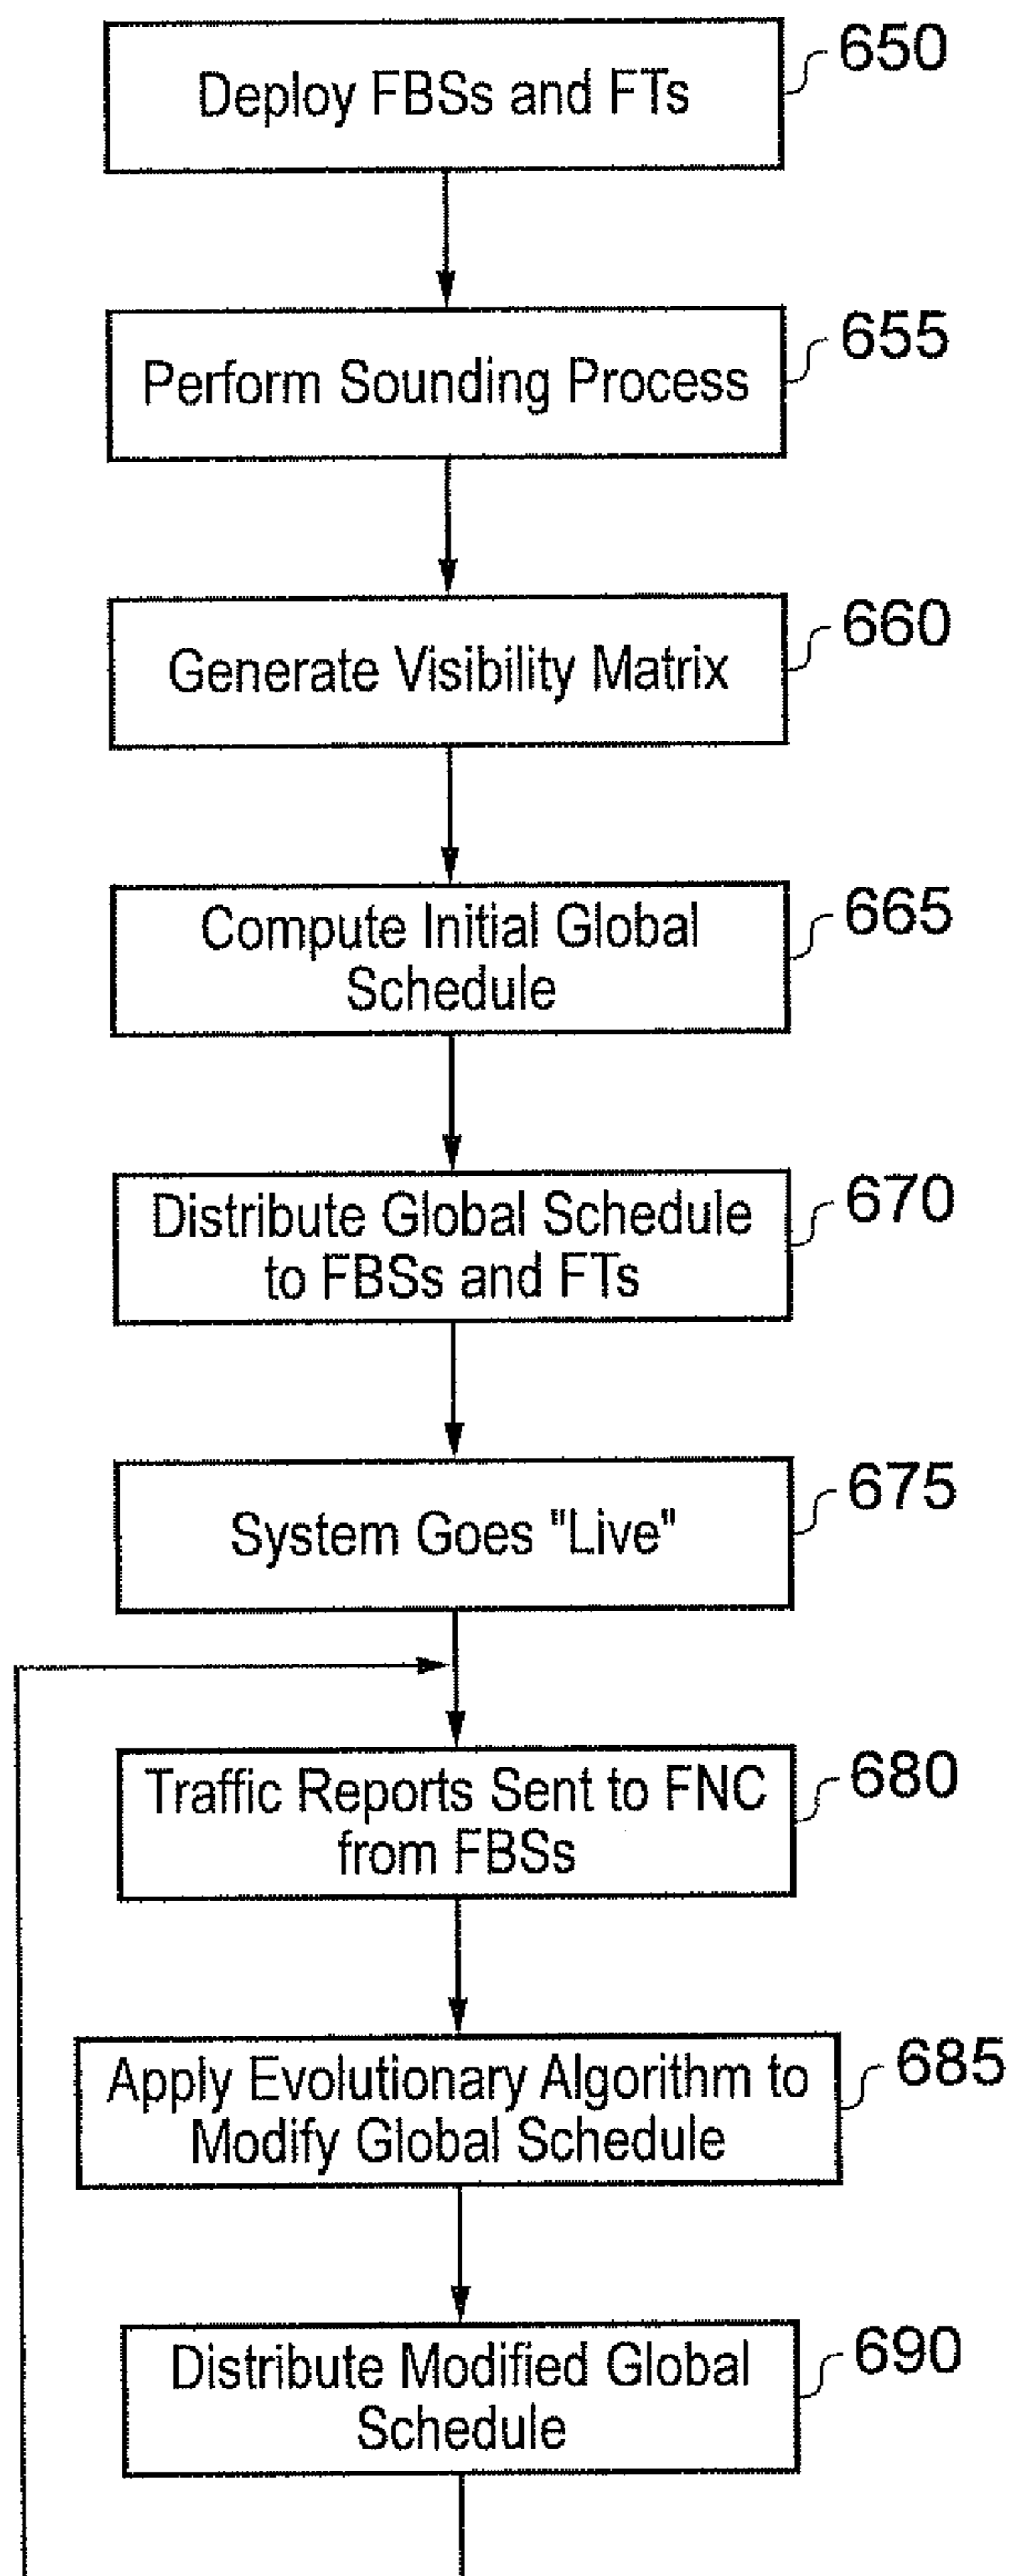 Deploy FBSs and FTs
650
Perform Sounding Process
655
Generate Visibility Matrix
660
Compute Initial Global
Schedule
665
Distribute Global Schedule
to FBSs and FTs
670
System Goes "Live"
675
Traffic Reports Sent to FNC
from FBSs
680
Apply Evolutionary Algorithm to
Modify Global Schedule
685
Distribute Modified Global
Schedule
690